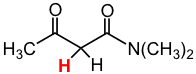 O O
H₃C N(CH₃)₂
H H